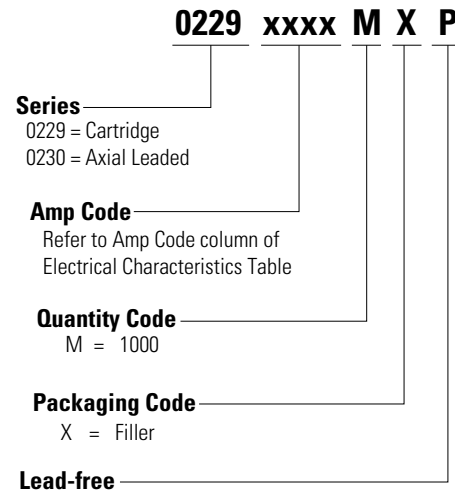 0229 xxxx M X P
Series
0229 = Cartridge
0230 = Axial Leaded
Amp Code
Refer to Amp Code column of
Electrical Characteristics Table
Quantity Code
M = 1000
Packaging Code
X = Filler
Lead-free